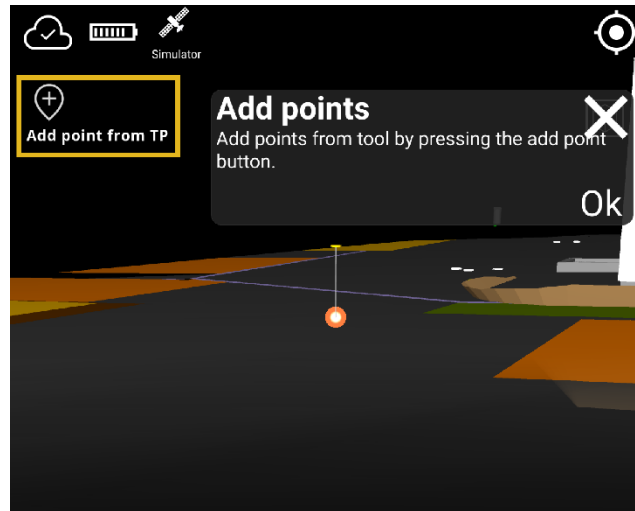 Simulator
Add point from TP
Add points
Add points from tool by pressing the add point
button.
Ok